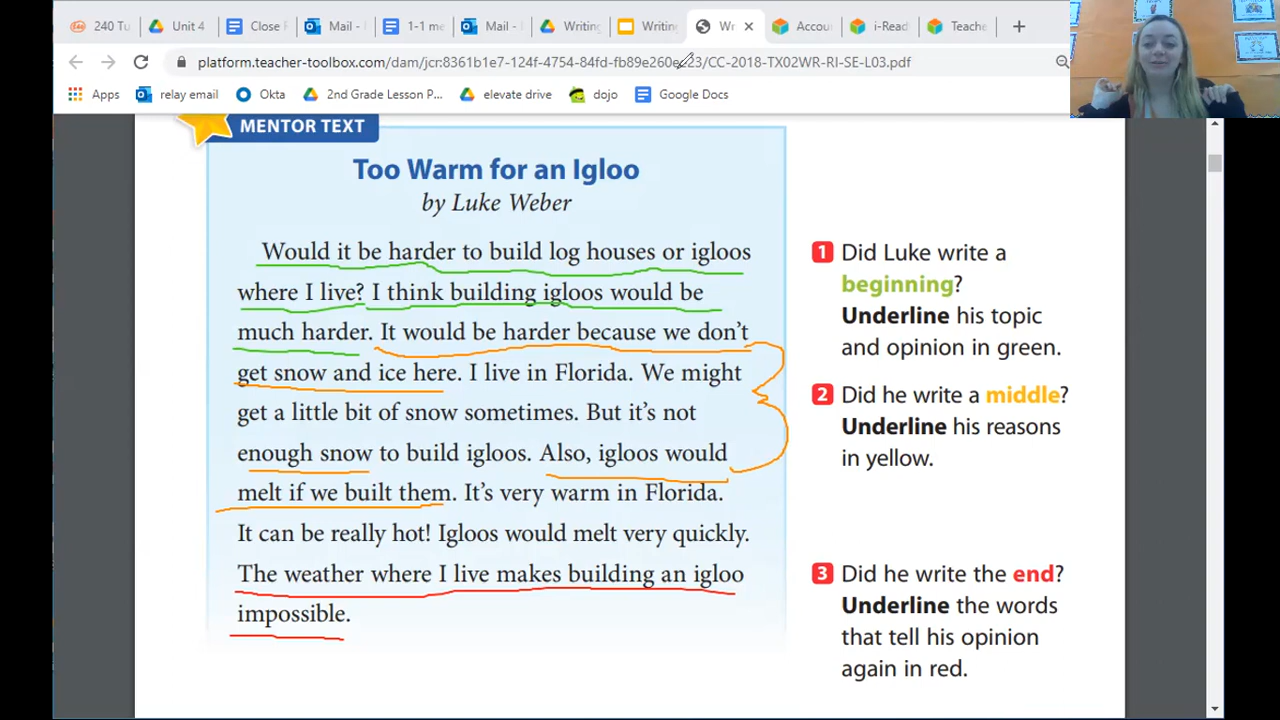 240 Tu
Unit 4
Close
Mail -
1-1 me
Mail -
Writing
Writing
Wr
Accou
i-Ready
Teache
platform.teacher-toolbox.com/dam/jcr:8361b1e7-124f-4754-84fd-fb89e260ec23/CC-2018-TX02WR-RI-SE-L03.pdf
Apps
relay email
Okta
2nd Grade Lesson P...
elevate drive
dojo
Google Docs
MENTOR TEXT
Too Warm for an Igloo
by Luke Weber
Would it be harder to build log houses or igloos
where I live? I think building igloos would be
much harder. It would be harder because we don't
get snow and ice here. I live in Florida. We might
get a little bit of snow sometimes. But it's not
enough snow to build igloos. Also, igloos would
melt if we built them. It's very warm in Florida.
It can be really hot! Igloos would melt very quickly.
The weather where I live makes building an igloo
impossible.
1 Did Luke write a
beginning?
Underline his topic
and opinion in green.
2 Did he write a middle?
Underline his reasons
in yellow.
3 Did he write the end?
Underline the words
that tell his opinion
again in red.